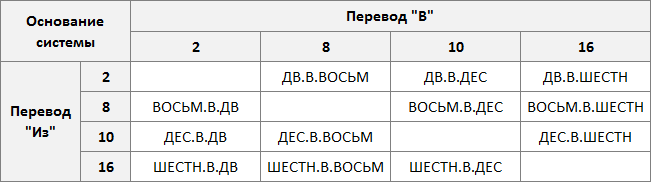 Основание системы Перевод "В"
2 8 10 16
Перевод "Из" 2 ДВ.В.ВОСЬМ ДВ.В.ДЕС ДВ.В.ШЕСТН
8 ВОСЬМ.В.ДВ ВОСЬМ.В.ДЕС ВОСЬМ.В.ШЕСТН
10 ДЕС.В.ДВ ДЕС.В.ВОСЬМ ДЕС.В.ШЕСТН
16 ШЕСТН.В.ДВ ШЕСТН.В.ВОСЬМ ШЕСТН.В.ДЕС